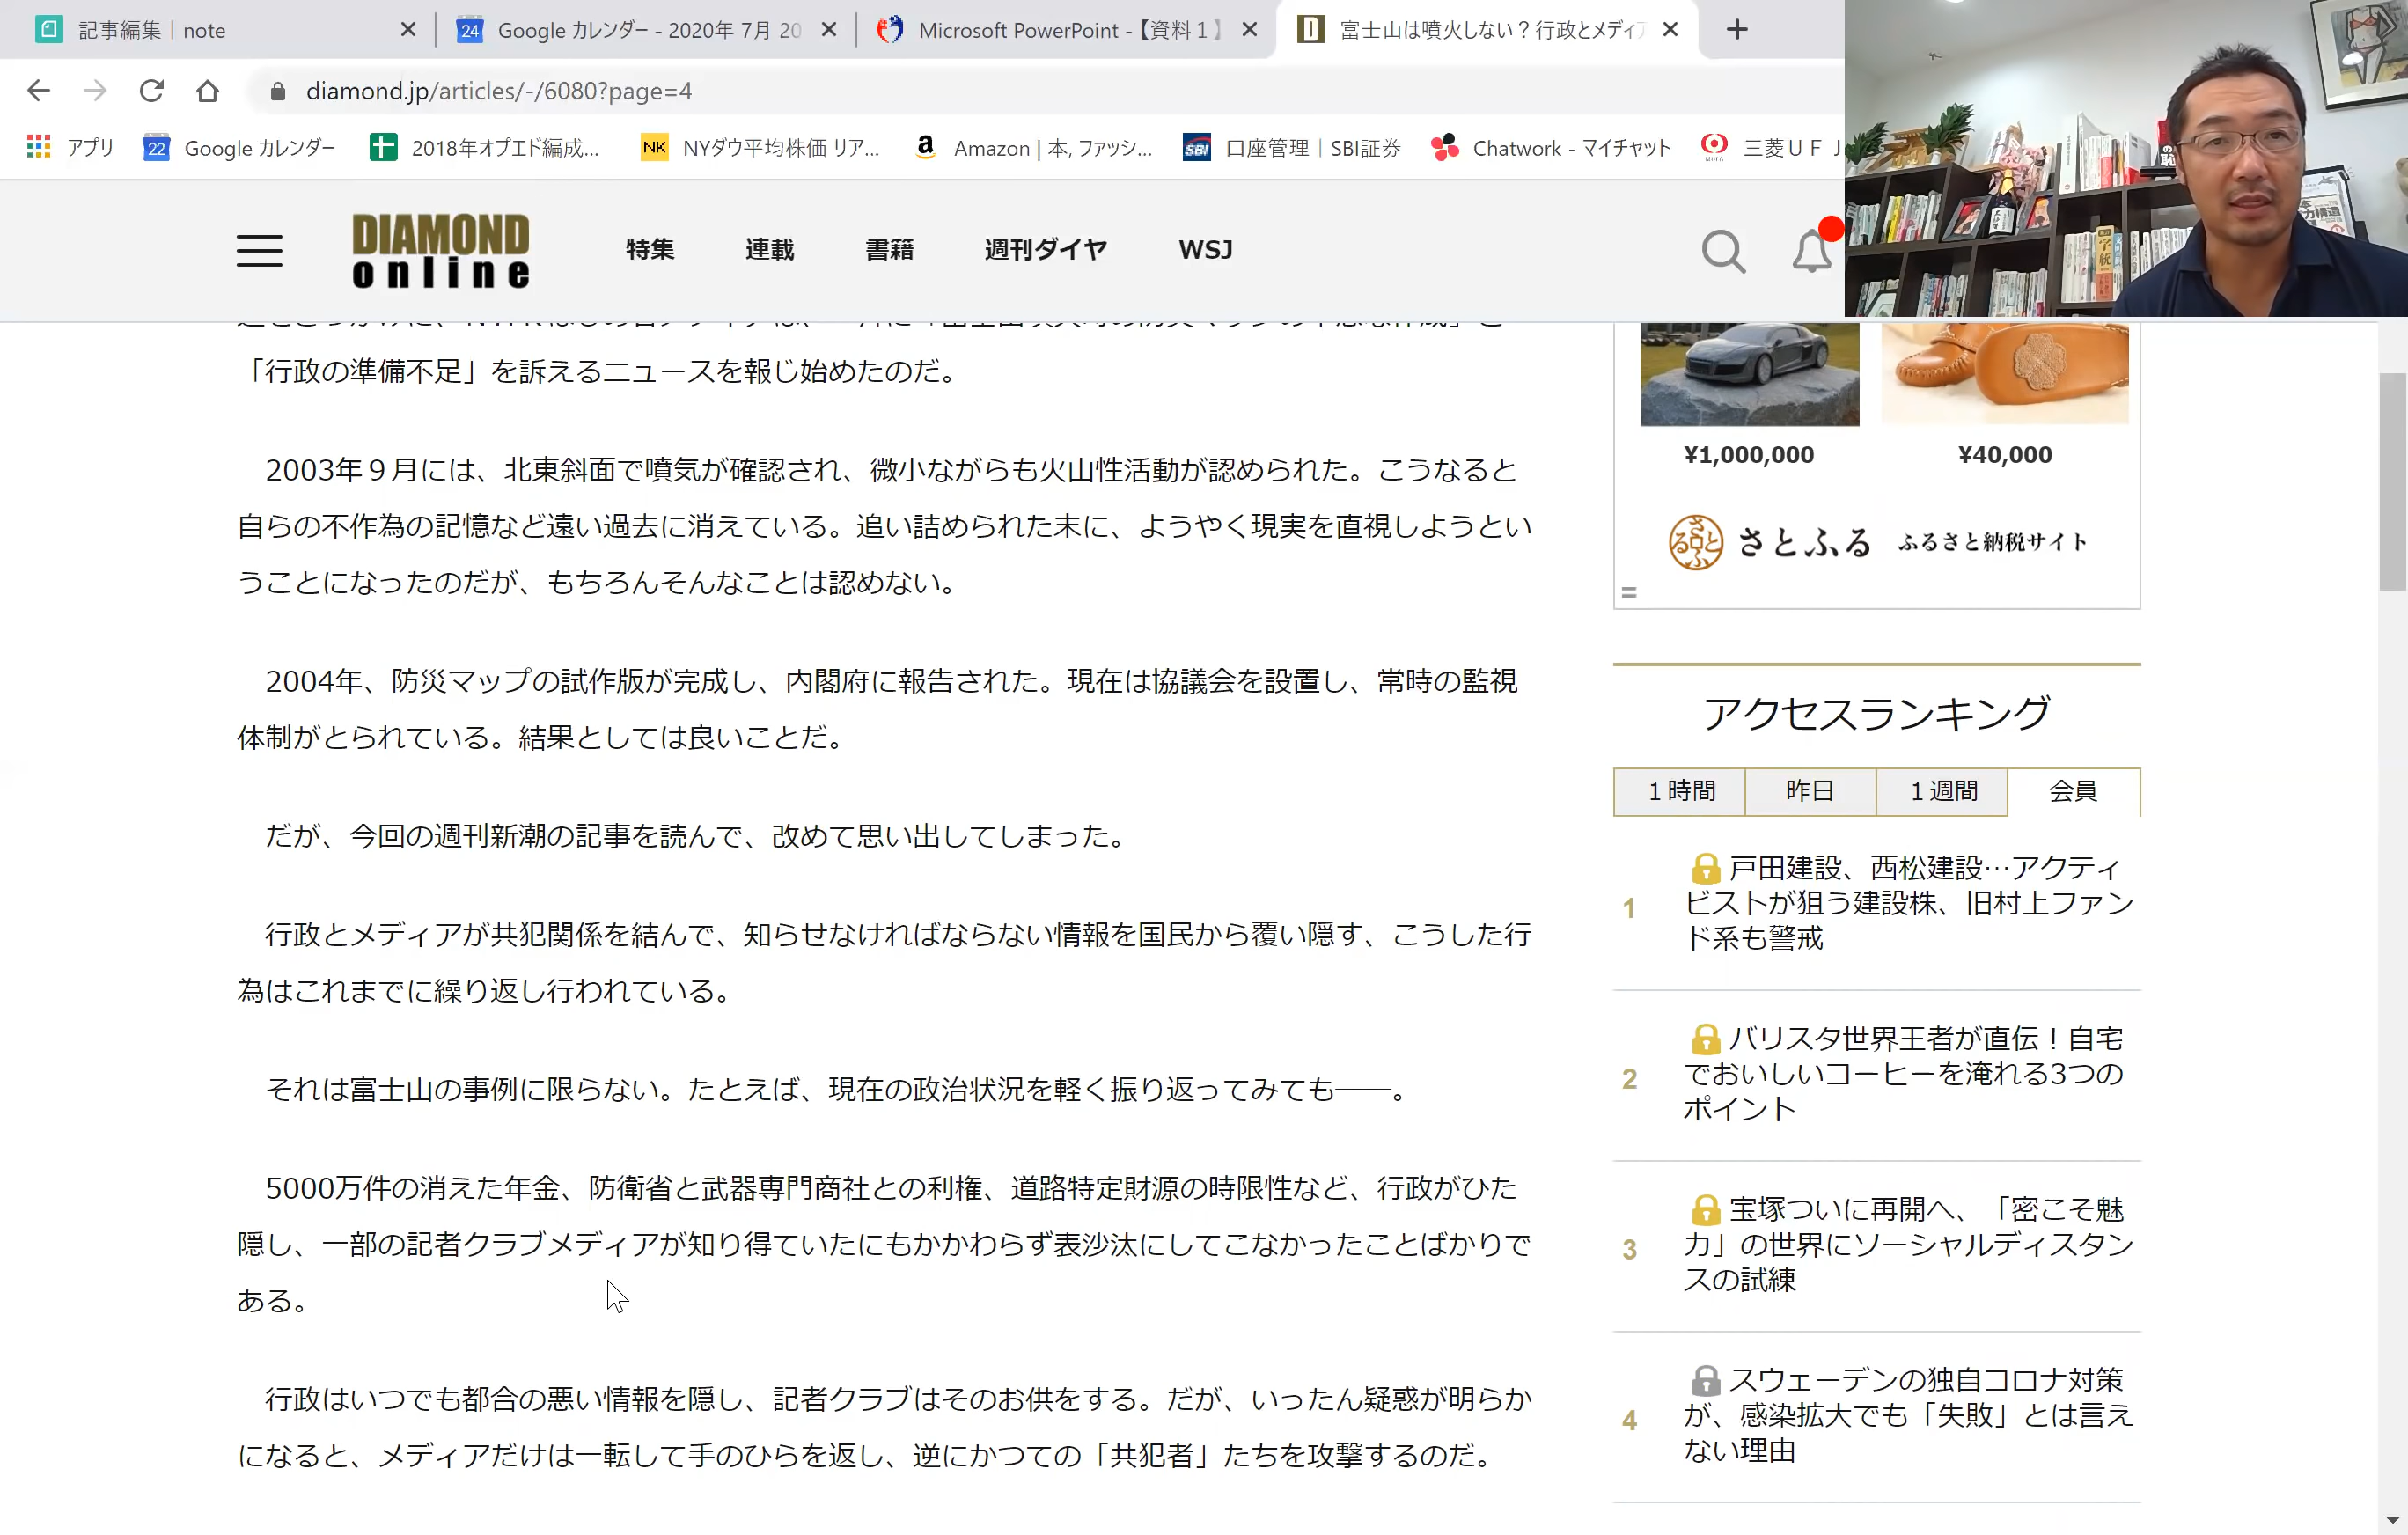 記事編集｜note
Google カレンダー - 2020年 7月 20
Microsoft PowerPoint -【資料１】
富士山は噴火しない？行政とメディ
diamond.jp/articles/-/6080?page=4
アプリ
Google カレンダー
2018年オプエド編成...
NYダウ平均株価 リア...
Amazon | 本, ファッシ...
口座管理｜SBI証券
Chatwork - マイチャット
三菱ＵＦＪ
DIAMOND
online
特集
連載
書籍
週刊ダイヤ
WSJ
「行政の準備不足」を訴えるニュースを報じ始めたのだ。
2003年９月には、北東斜面で噴気が確認され、微小ながらも火山性活動が認められた。こうなると
自らの不作為の記憶など遠い過去に消えている。追い詰められた末に、ようやく現実を直視しようとい
うことになったのだが、もちろんそんなことは認めない。
2004年、防災マップの試作版が完成し、内閣府に報告された。現在は協議会を設置し、常時の監視
体制がとられている。結果としては良いことだ。
だが、今回の週刊新潮の記事を読んで、改めて思い出してしまった。
行政とメディアが共犯関係を結んで、知らせなければならない情報を国民から覆い隠す、こうした行
為はこれまでに繰り返し行われている。
それは富士山の事例に限らない。たとえば、現在の政治状況を軽く振り返ってみても――。
5000万件の消えた年金、防衛省と武器専門商社との利権、道路特定財源の時限性など、行政がひた
隠し、一部の記者クラブメディアが知り得ていたにもかかわらず表沙汰にしてこなかったことばかりで
ある。
行政はいつでも都合の悪い情報を隠し、記者クラブはそのお供をする。だが、いったん疑惑が明らか
になると、メディアだけは一転して手のひらを返し、逆にかつての「共犯者」たちを攻撃するのだ。
¥1,000,000
¥40,000
さとふる ふるさと納税サイト
アクセスランキング
１時間
昨日
１週間
会員
1
戸田建設、西松建設…アクティ
ビストが狙う建設株、旧村上ファン
ド系も警戒
2
バリスタ世界王者が直伝！自宅
でおいしいコーヒーを淹れる3つの
ポイント
3
宝塚ついに再開へ、「密こそ魅
力」の世界にソーシャルディスタン
スの試練
4
スウェーデンの独自コロナ対策
が、感染拡大でも「失敗」とは言え
ない理由